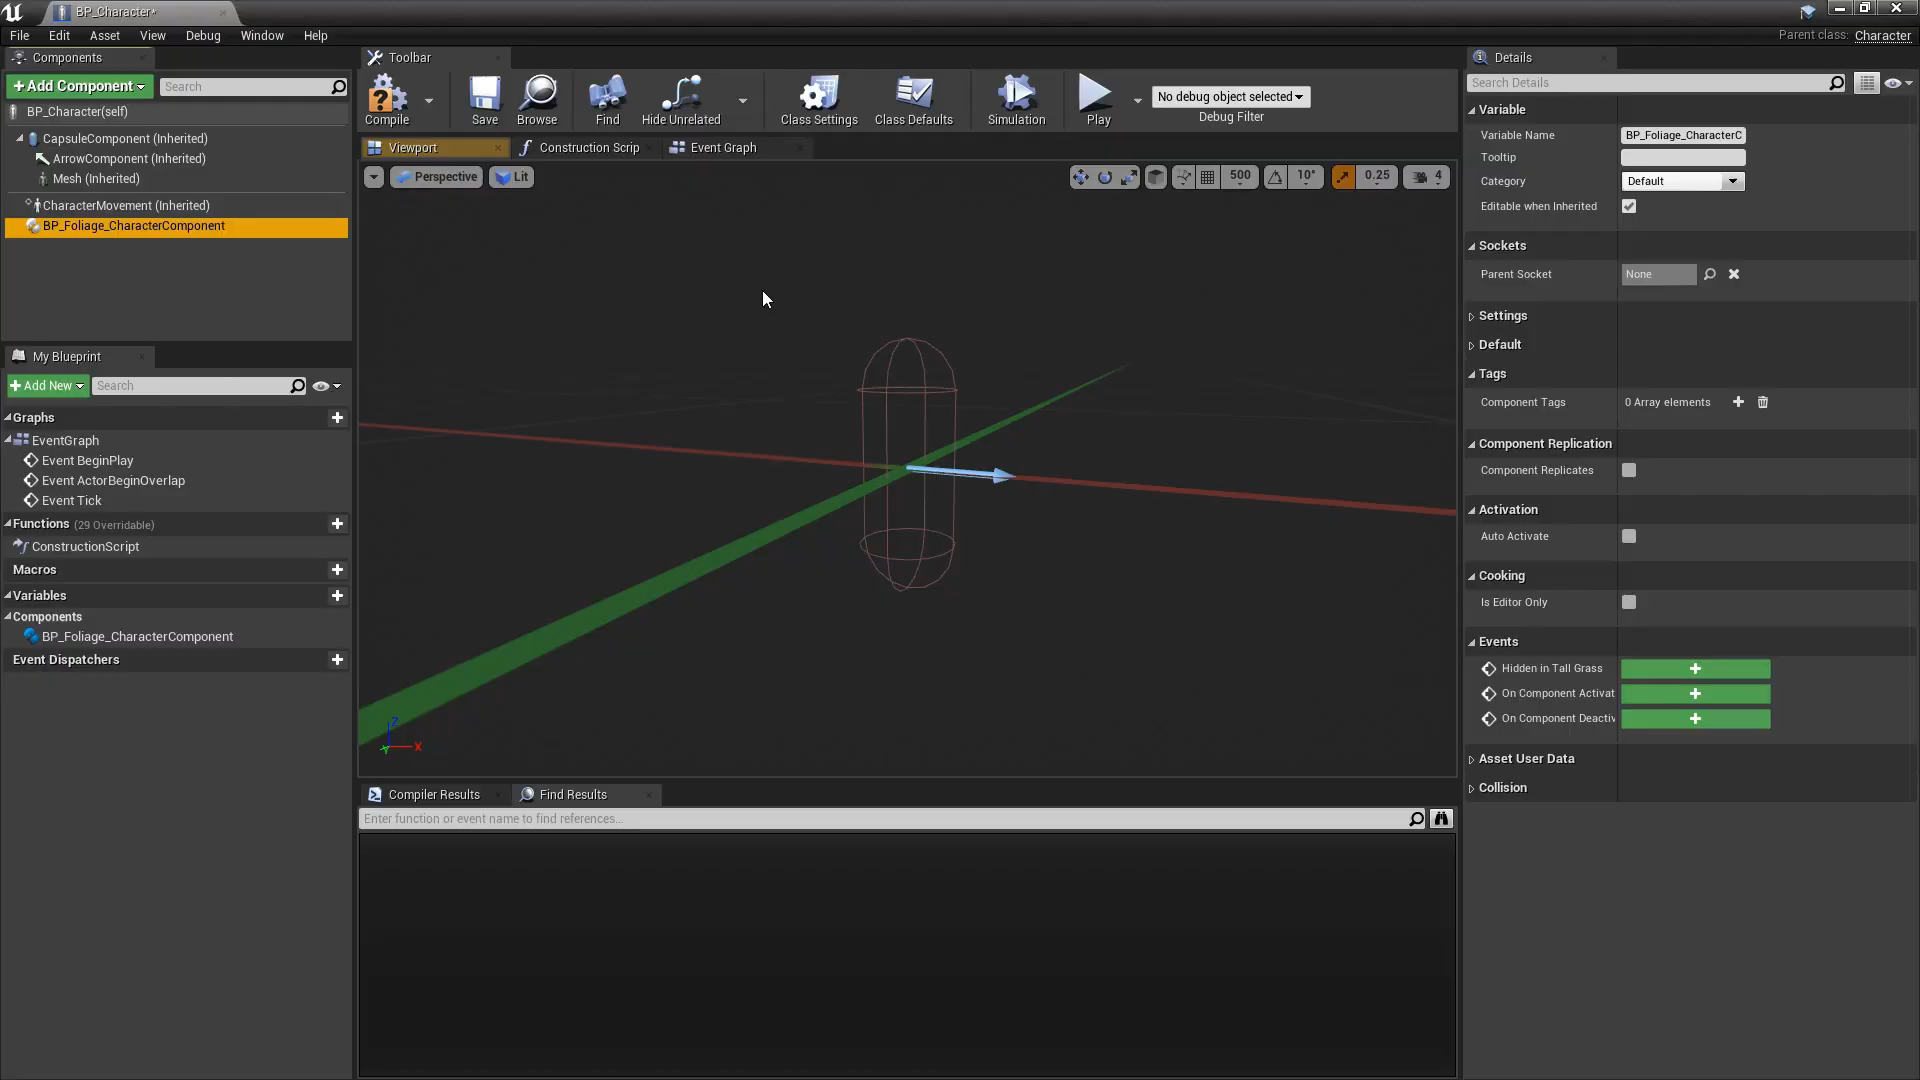 BP_Character*
File Edit Asset View Debug Window Help
Parent class: Character
Components
+Add Component
Search
BP_Character(self)
CapsuleComponent (Inherited)
ArrowComponent (Inherited)
Mesh (Inherited)
CharacterMovement (Inherited)
BP_Foliage_CharacterComponent
My Blueprint
+Add New
Search
Graphs
EventGraph
Event BeginPlay
Event ActorBeginOverlap
Event Tick
Functions (29 Overridable)
ConstructionScript
Macros
Variables
Components
BP_Foliage_CharacterComponent
Event Dispatchers
Toolbar
Compile Save Browse Find Hide Unrelated Class Settings Class Defaults Simulation Play
No debug object selected
Debug Filter
Viewport Construction Scrip Event Graph
Perspective Lit
500 10° 0.25 4
Z
Y X
Compiler Results Find Results
Enter function or event name to find references...
Details
Search Details
Variable
Variable Name BP_Foliage_CharacterC
Tooltip
Category Default
Editable when Inherited
Sockets
Parent Socket None
Settings
Default
Tags
Component Tags 0 Array elements
Component Replication
Component Replicates
Activation
Auto Activate
Cooking
Is Editor Only
Events
Hidden in Tall Grass
On Component Activat
On Component Deactiv
Asset User Data
Collision